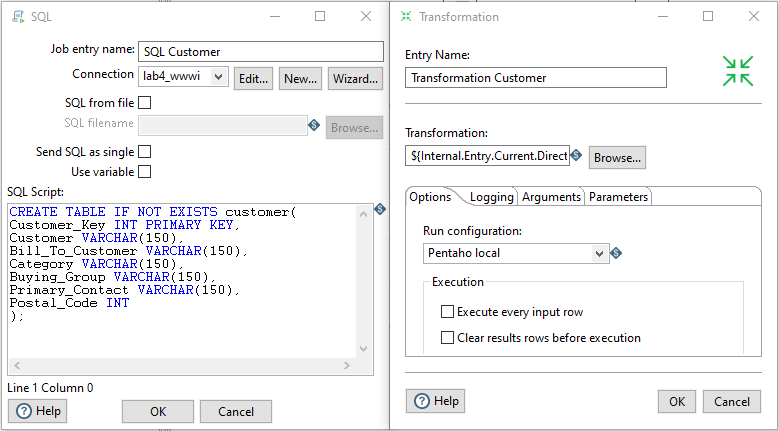 SQL
Job entry name: SQL Customer
Connection lab4_wwwi Edit... New... Wizard...
SQL from file
SQL filename Browse...
Send SQL as single
Use variable
SQL Script:
CREATE TABLE IF NOT EXISTS customer(
Customer_Key INT PRIMARY KEY,
Customer VARCHAR(150),
Bill_To_Customer VARCHAR(150),
Category VARCHAR(150),
Buying_Group VARCHAR(150),
Primary_Contact VARCHAR(150),
Postal_Code INT
);
Line 1 Column 0
Help OK Cancel
Transformation
Entry Name:
Transformation Customer
Transformation:
${Internal.Entry.Current.Direct Browse...
Options Logging Arguments Parameters
Run configuration:
Pentaho local
Execution
Execute every input row
Clear results rows before execution
Help OK Cancel